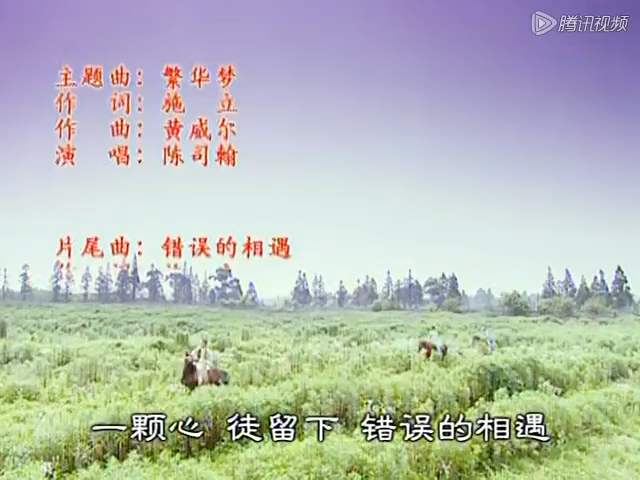 腾讯视频
主题曲：繁华梦
作 词：施 立
作 曲：黄威尔
演 唱：陈司翰
片尾曲：错误的相遇
一颗心 徒留下 错误的相遇